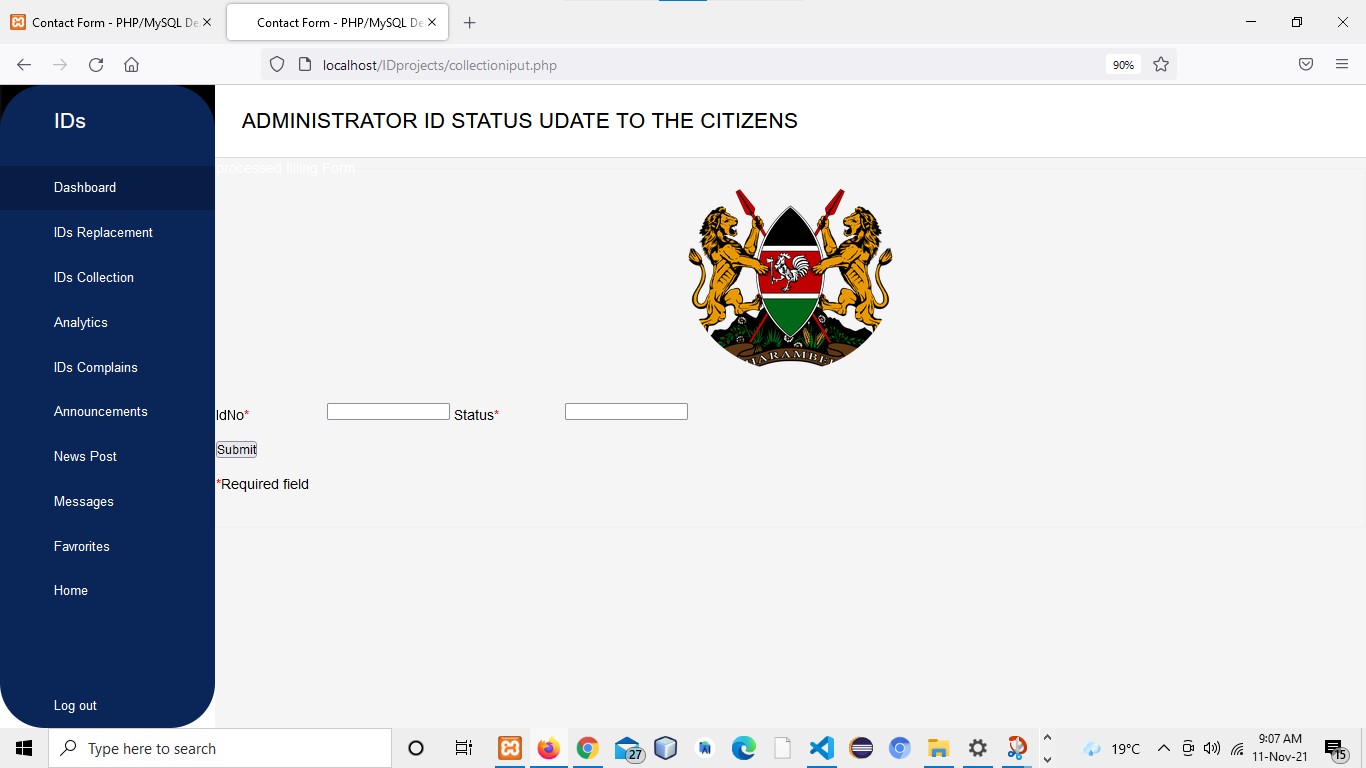 Contact Form - PHP/MySQL De
Contact Form - PHP/MySQL De
localhost/IDprojects/collectioniput.php
90%
IDs
ADMINISTRATOR ID STATUS UDATE TO THE CITIZENS
processed filling Form
Dashboard
IDs Replacement
IDs Collection
Analytics
IDs Complains
Announcements
News Post
Messages
Favrorites
Home
Log out
HARAMBEE
IdNo* Status*
Submit
*Required field
Type here to search
27
19°C
9:07 AM
11-Nov-21
15